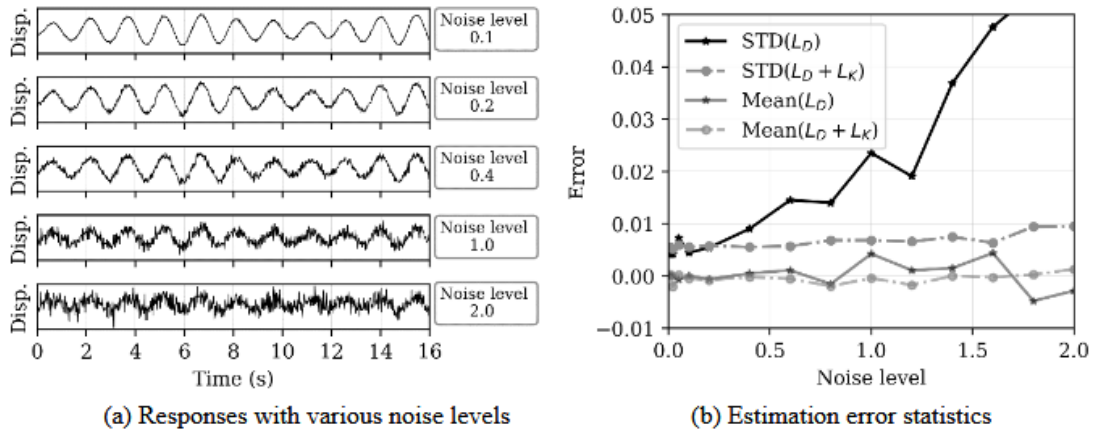 Disp.
Noise level
0.1
Disp.
Noise level
0.2
Disp.
Noise level
0.4
Disp.
Noise level
1.0
Disp.
Noise level
2.0
0 2 4 6 8 10 12 14 16
Time (s)
(a) Responses with various noise levels
0.05
0.04
0.03
0.02
0.01
0.00
−0.01
Error
STD(L_D)
STD(L_D + L_K)
Mean(L_D)
Mean(L_D + L_K)
0.0 0.5 1.0 1.5 2.0
Noise level
(b) Estimation error statistics